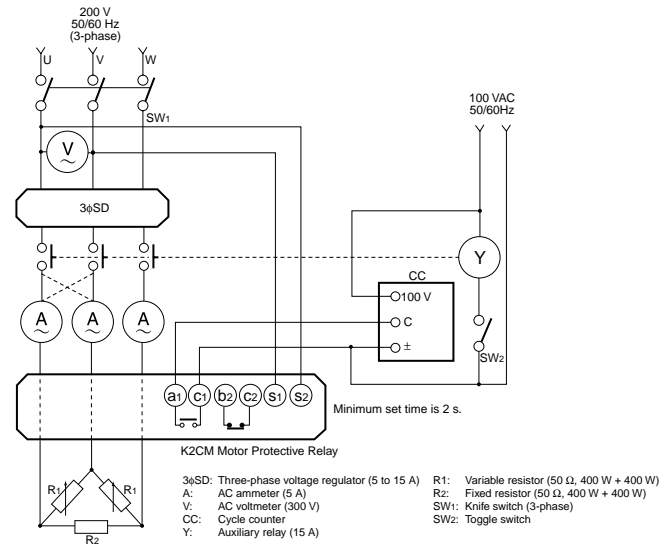 200 V
50/60 Hz
(3-phase)
U V W
SW1
100 VAC
50/60Hz
V
~
3ϕSD
Y
CC
100 V
C
±
SW2
A A A
~ ~ ~
a1 c1 b2 c2 s1 s2
Minimum set time is 2 s.
K2CM Motor Protective Relay
R1 R1
R2
3ϕSD: Three-phase voltage regulator (5 to 15 A)
A: AC ammeter (5 A)
V: AC voltmeter (300 V)
CC: Cycle counter
Y: Auxiliary relay (15 A)
R1: Variable resistor (50 Ω, 400 W + 400 W)
R2: Fixed resistor (50 Ω, 400 W + 400 W)
SW1: Knife switch (3-phase)
SW2: Toggle switch